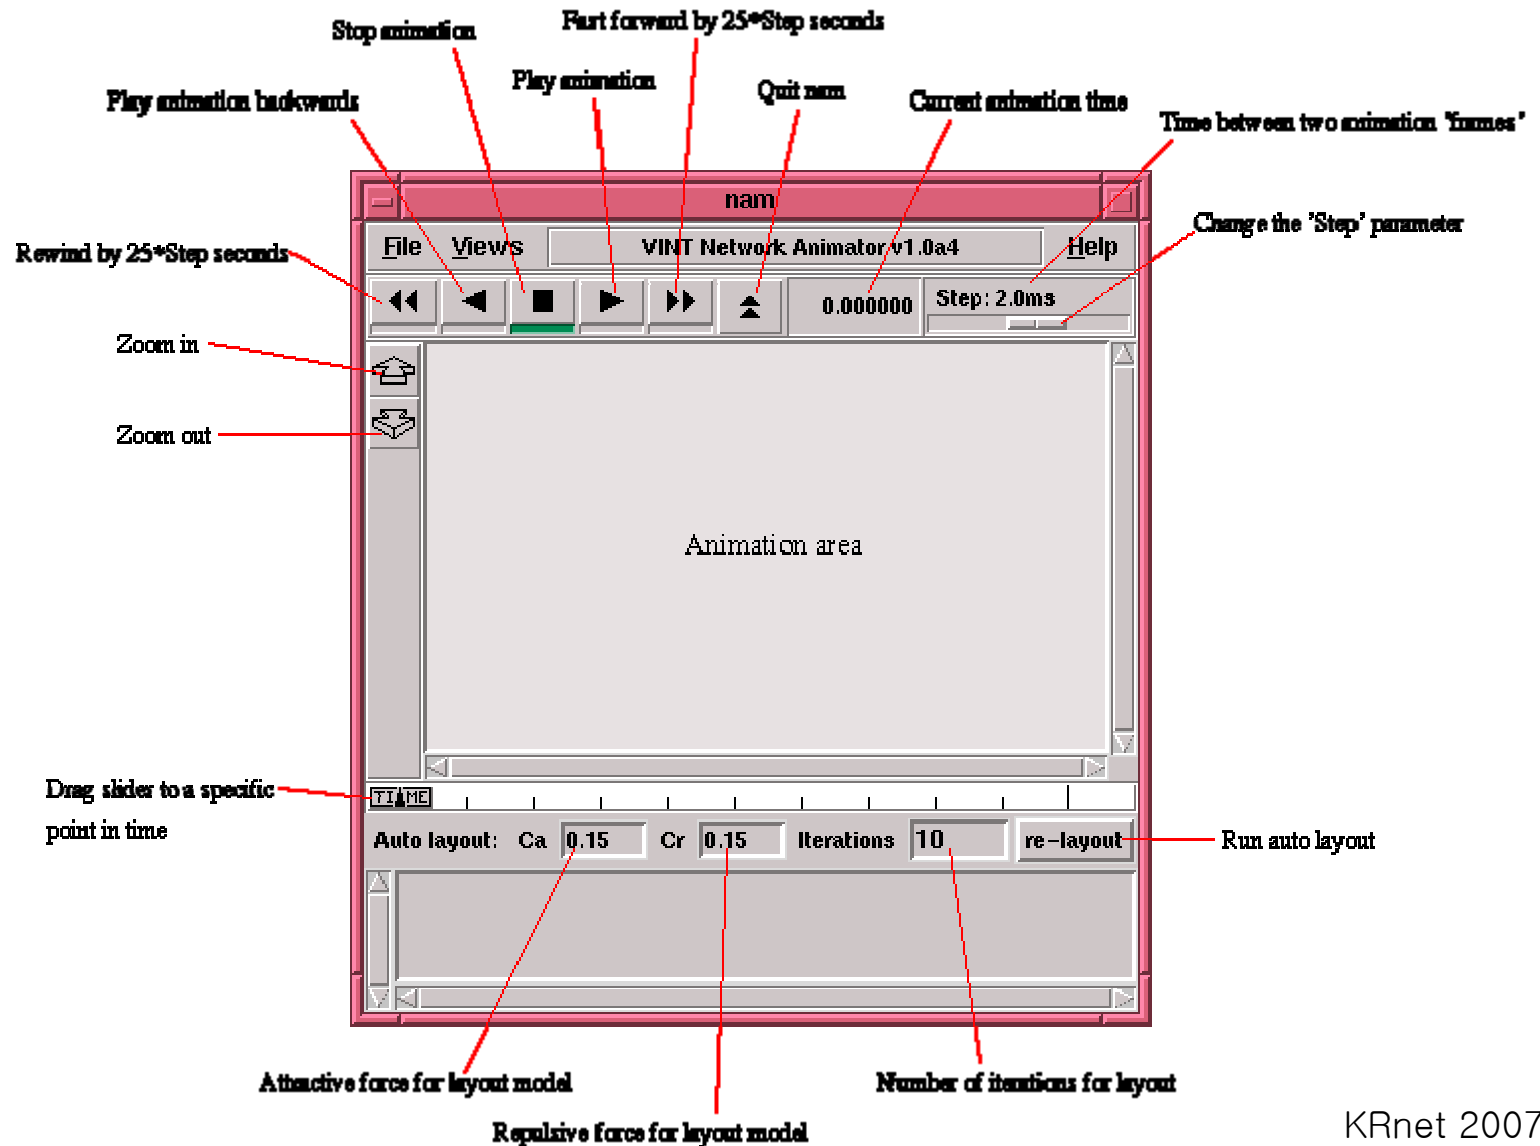 Fast forward by 25*Step seconds
Stop animation
Play animation
Quit nam
Play animation backwards
Current animation time
Time between two animation 'frames'
nam
Change the 'Step' parameter
Rewind by 25*Step seconds
File Views VINT Network Animator v1.0a4 Help
0.000000 Step: 2.0ms
Zoom in
Zoom out
Animation area
Drag slider to a specific
point in time
TIME
Auto layout: Ca 0.15 Cr 0.15 Iterations 10 re-layout
Run auto layout
Attractive force for layout model
Number of iterations for layout
Repulsive force for layout model
KRnet 2007